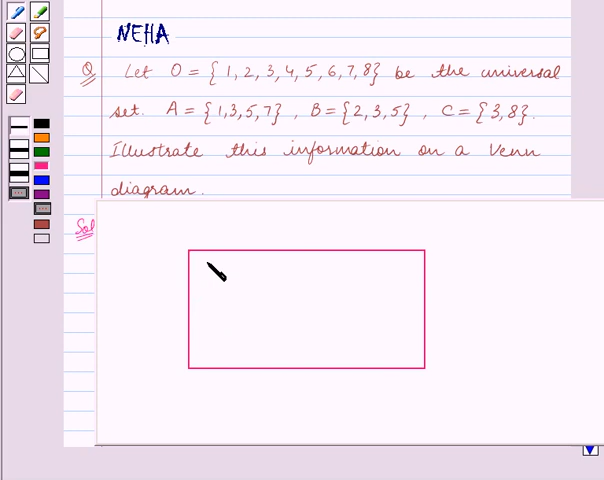 NEHA
Q Let O = { 1, 2, 3, 4, 5, 6, 7, 8} be the universal
set. A = {1,3,5,7} , B = {2,3,5} , C = {3,8}.
Illustrate this information on a Venn
diagram.
Sol